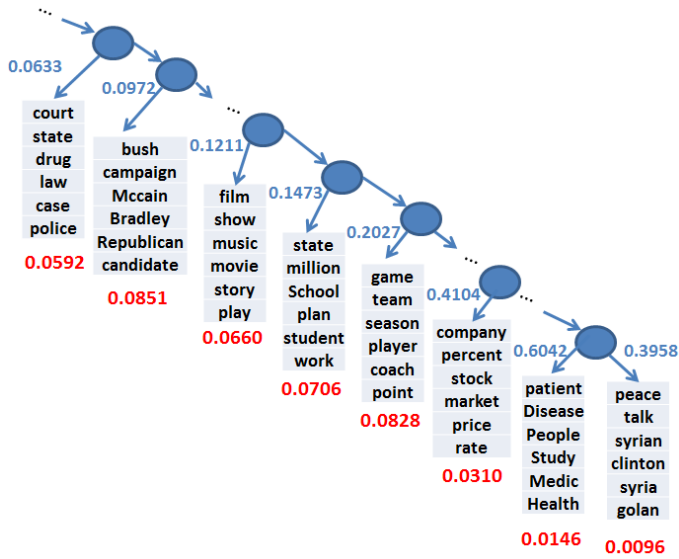 ...
0.0633
court
state
drug
law
case
police
0.0592
0.0972
bush
campaign
Mccain
Bradley
Republican
candidate
0.0851
...
0.1211
film
show
music
movie
story
play
0.0660
0.1473
state
million
School
plan
student
work
0.0706
0.2027
game
team
season
player
coach
point
0.0828
...
0.4104
company
percent
stock
market
price
rate
0.0310
...
0.6042
patient
Disease
People
Study
Medic
Health
0.0146
0.3958
peace
talk
syrian
clinton
syria
golan
0.0096